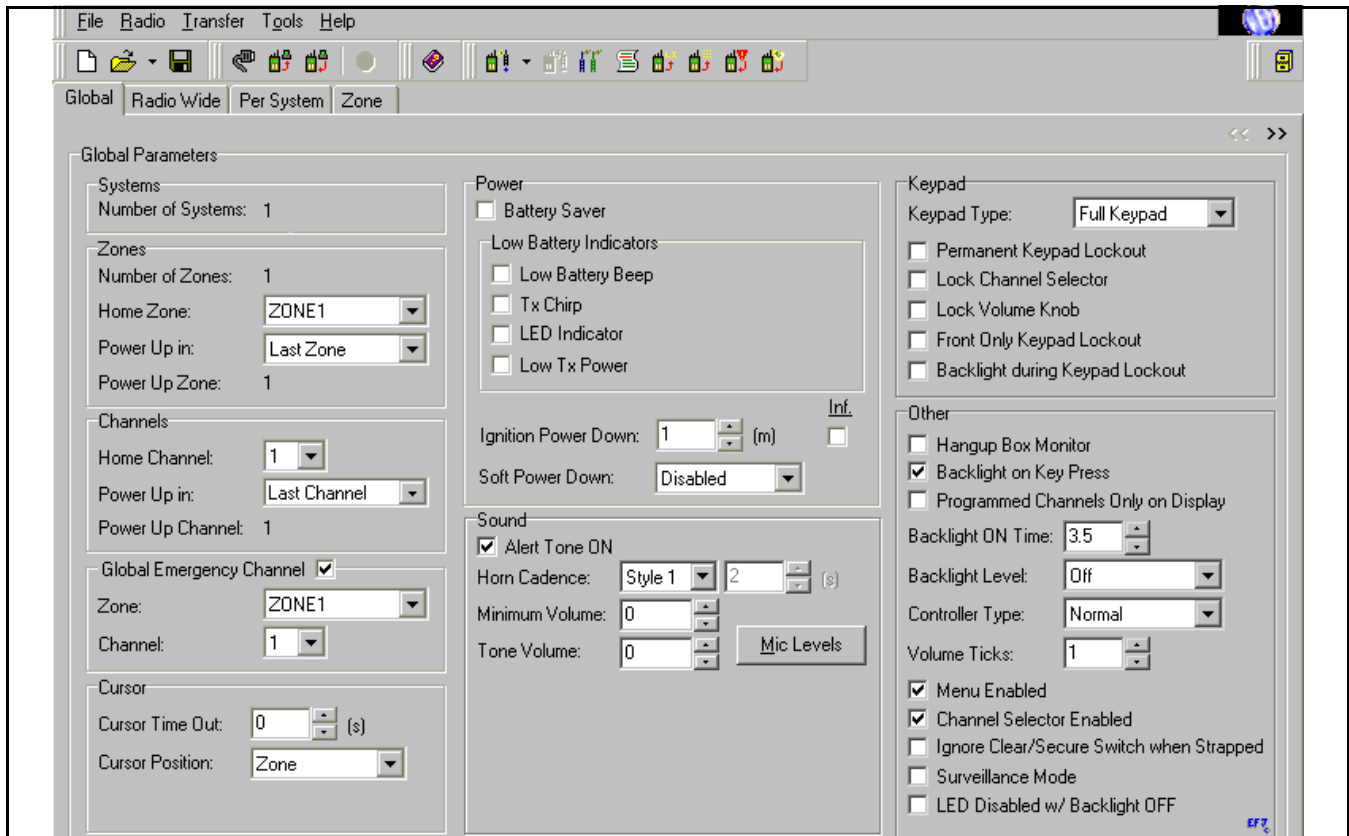 File Radio Transfer Tools Help
Global Radio Wide Per System Zone
<< >>
Global Parameters
Systems
Number of Systems: 1
Zones
Number of Zones: 1
Home Zone: ZONE1
Power Up in: Last Zone
Power Up Zone: 1
Channels
Home Channel: 1
Power Up in: Last Channel
Power Up Channel: 1
Global Emergency Channel
Zone: ZONE1
Channel: 1
Cursor
Cursor Time Out: 0 (s)
Cursor Position: Zone
Power
Battery Saver
Low Battery Indicators
Low Battery Beep
Tx Chirp
LED Indicator
Low Tx Power
Inf.
Ignition Power Down: 1 (m)
Soft Power Down: Disabled
Sound
Alert Tone ON
Horn Cadence: Style 1 2 (s)
Minimum Volume: 0
Tone Volume: 0
Mic Levels
Keypad
Keypad Type: Full Keypad
Permanent Keypad Lockout
Lock Channel Selector
Lock Volume Knob
Front Only Keypad Lockout
Backlight during Keypad Lockout
Other
Hangup Box Monitor
Backlight on Key Press
Programmed Channels Only on Display
Backlight ON Time: 3.5
Backlight Level: Off
Controller Type: Normal
Volume Ticks: 1
Menu Enabled
Channel Selector Enabled
Ignore Clear/Secure Switch when Strapped
Surveillance Mode
LED Disabled w/ Backlight OFF